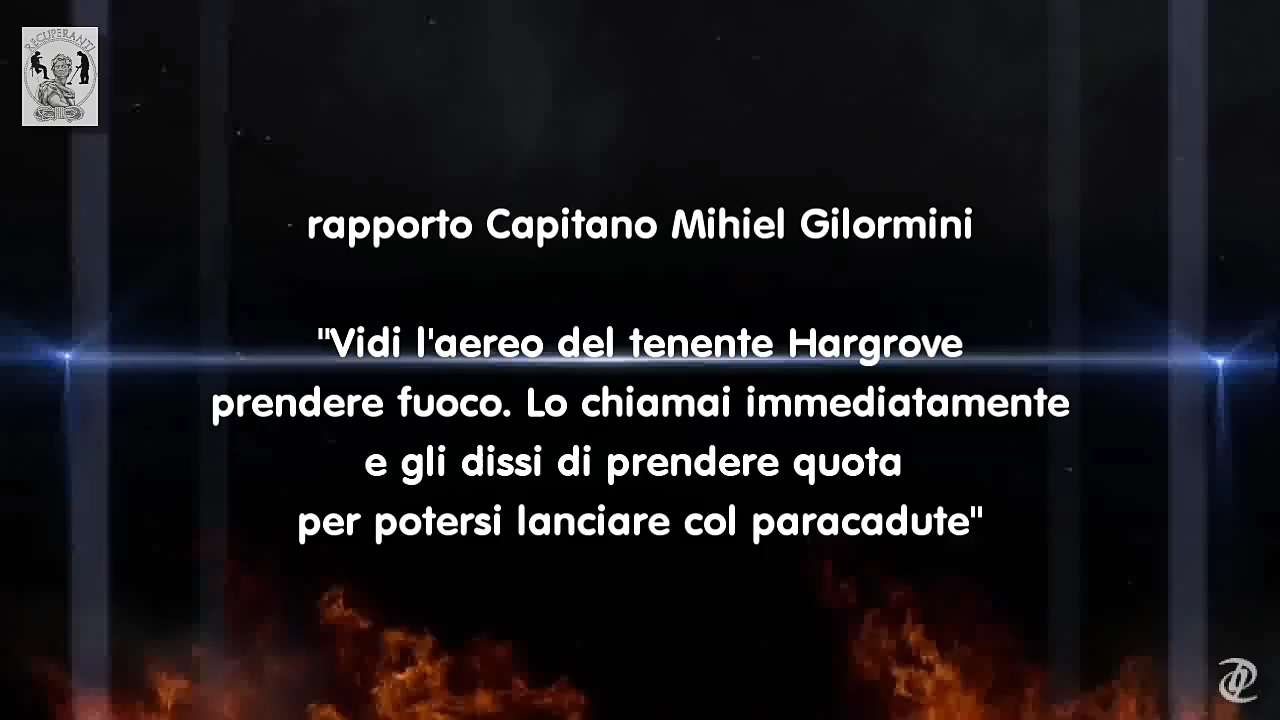 RECUPERANTI
rapporto Capitano Mihiel Gilormini
"Vidi l'aereo del tenente Hargrove
prendere fuoco. Lo chiamai immediatamente
e gli dissi di prendere quota
per potersi lanciare col paracadute"